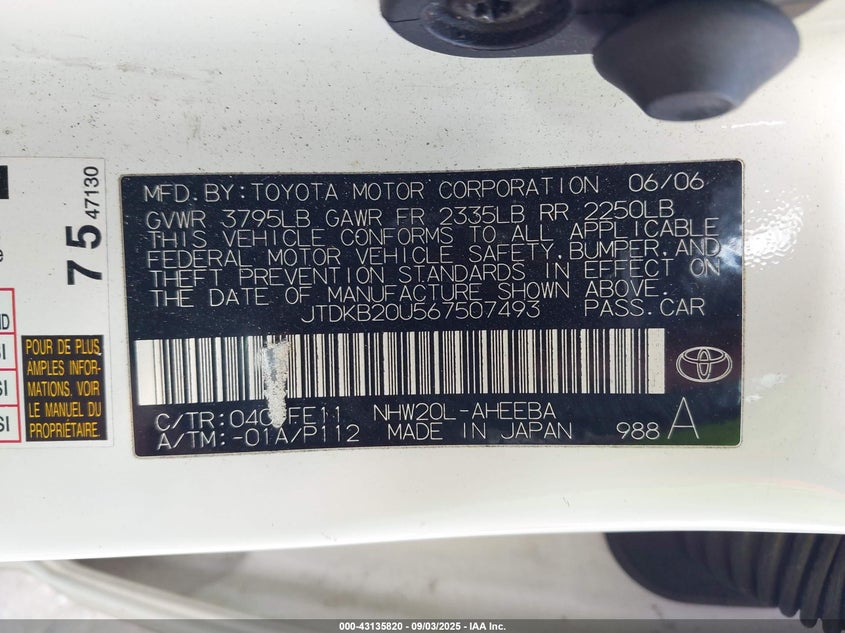 MFD. BY: TOYOTA MOTOR CORPORATION 06/06
GVWR 3795LB GAWR FR 2335LB RR 2250LB
THIS VEHICLE CONFORMS TO ALL APPLICABLE
FEDERAL MOTOR VEHICLE SAFETY, BUMPER, AND
THEFT PREVENTION STANDARDS IN EFFECT ON
THE DATE OF MANUFACTURE SHOWN ABOVE.
JTDKB20U567507493 PASS.CAR
C/TR: FE11 NHW20L-AHEEBA
A/TM:-01A/P112 MADE IN JAPAN 988 A
75
47130
POUR DE PLUS
AMPLES INFOR-
MATIONS, VOIR
LE MANUEL DU
PROPRIÉTAIRE
000-43135820 - 09/03/2025 - IAA Inc.